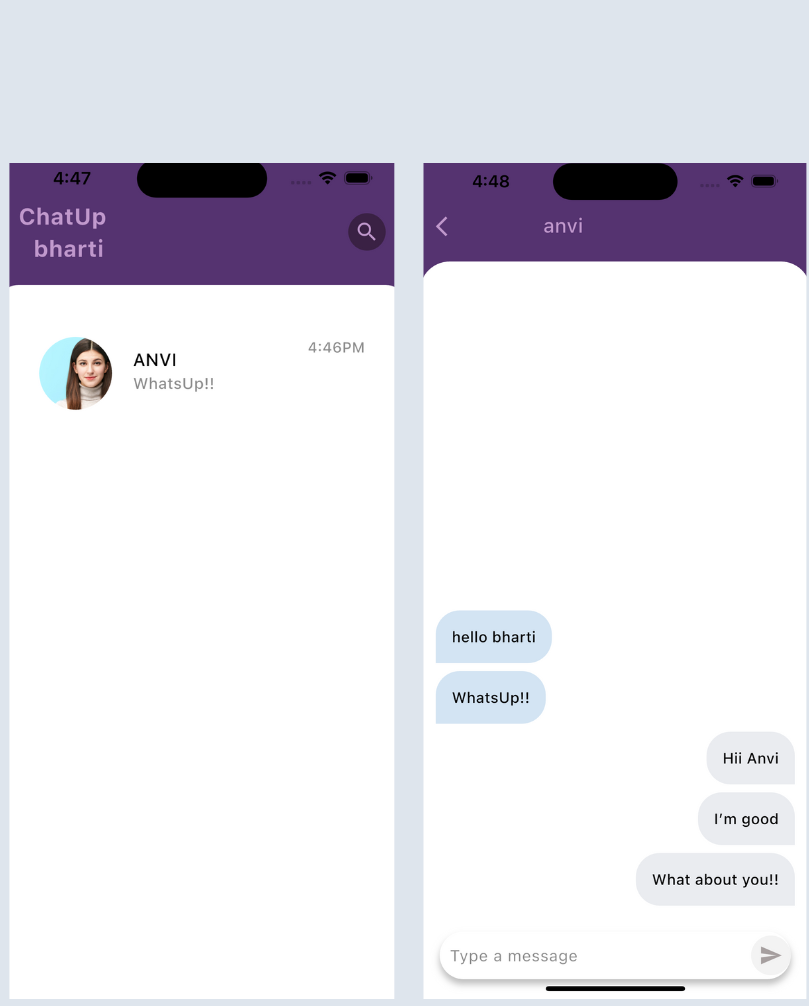 4:47
ChatUp
bharti
ANVI
4:46PM
WhatsUp!!
4:48
anvi
hello bharti
WhatsUp!!
Hii Anvi
I'm good
What about you!!
Type a message